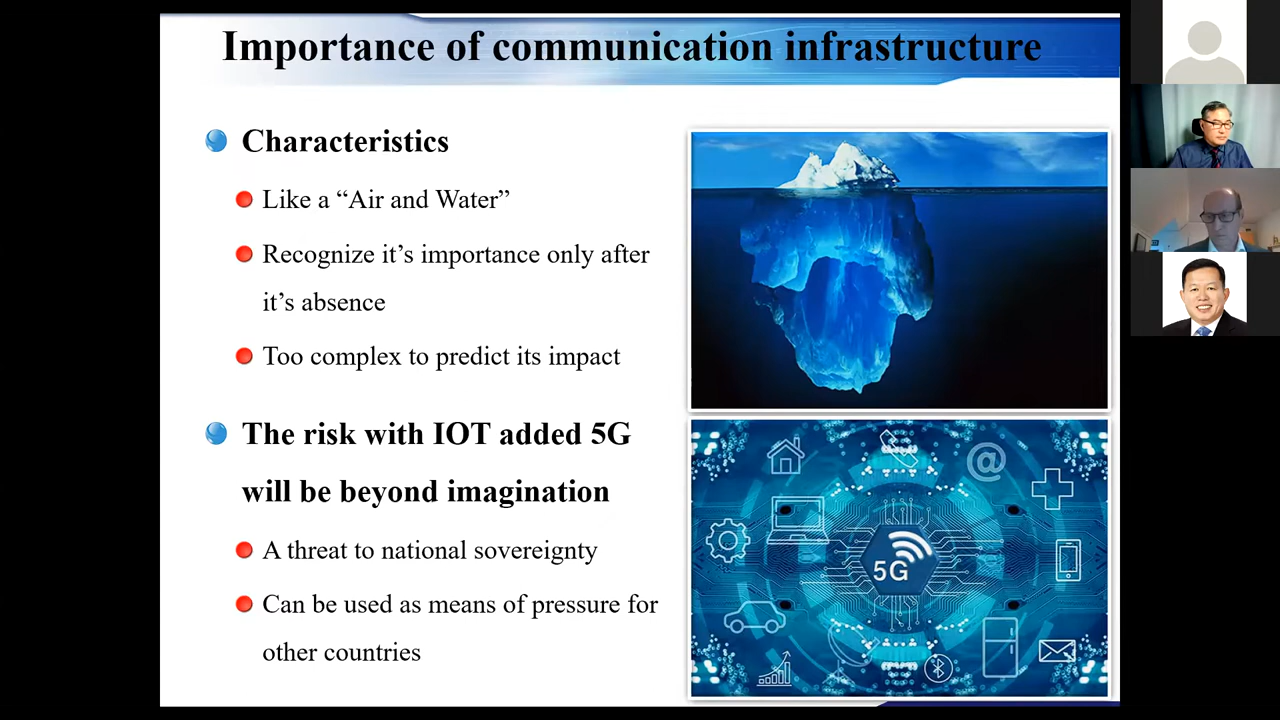 Importance of communication infrastructure
Characteristics
Like a “Air and Water”
Recognize it’s importance only after
it’s absence
Too complex to predict its impact
The risk with IOT added 5G
will be beyond imagination
A threat to national sovereignty
Can be used as means of pressure for
other countries
@
5G